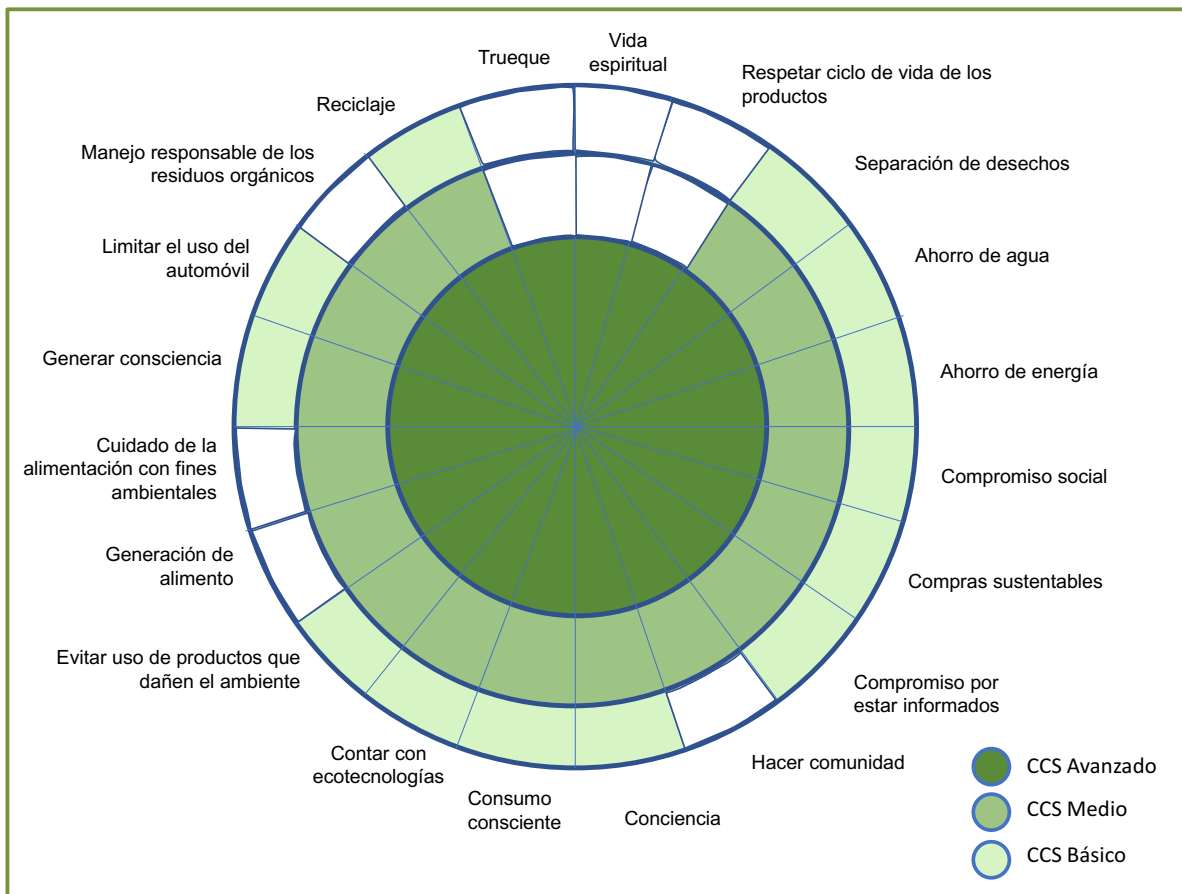 Vida
espiritual
Respetar ciclo de vida de los
productos
Separación de desechos
Ahorro de agua
Ahorro de energía
Compromiso social
Compras sustentables
Compromiso por
estar informados
Hacer comunidad
Conciencia
Consumo
consciente
Contar con
ecotecnologías
Evitar uso de productos que
dañen el ambiente
Generación de
alimento
Cuidado de la
alimentación con fines
ambientales
Generar consciencia
Limitar el uso del
automóvil
Manejo responsable de los
residuos orgánicos
Reciclaje
Trueque
CCS Avanzado
CCS Medio
CCS Básico